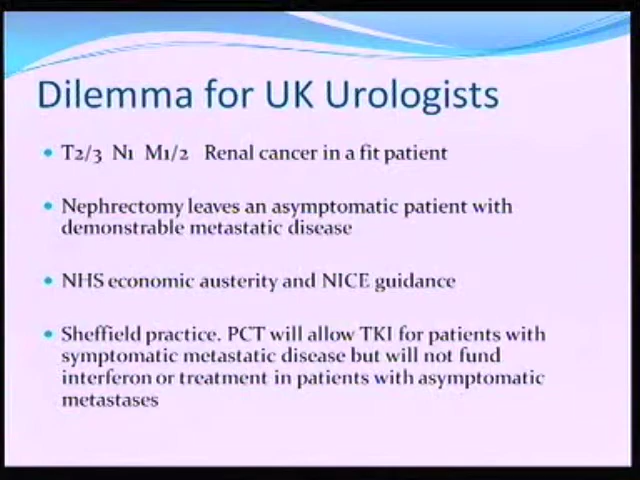 Dilemma for UK Urologists
T2/3 N1 M1/2 Renal cancer in a fit patient
Nephrectomy leaves an asymptomatic patient with
demonstrable metastatic disease
NHS economic austerity and NICE guidance
Sheffield practice. PCT will allow TKI for patients with
symptomatic metastatic disease but will not fund
interferon or treatment in patients with asymptomatic
metastases